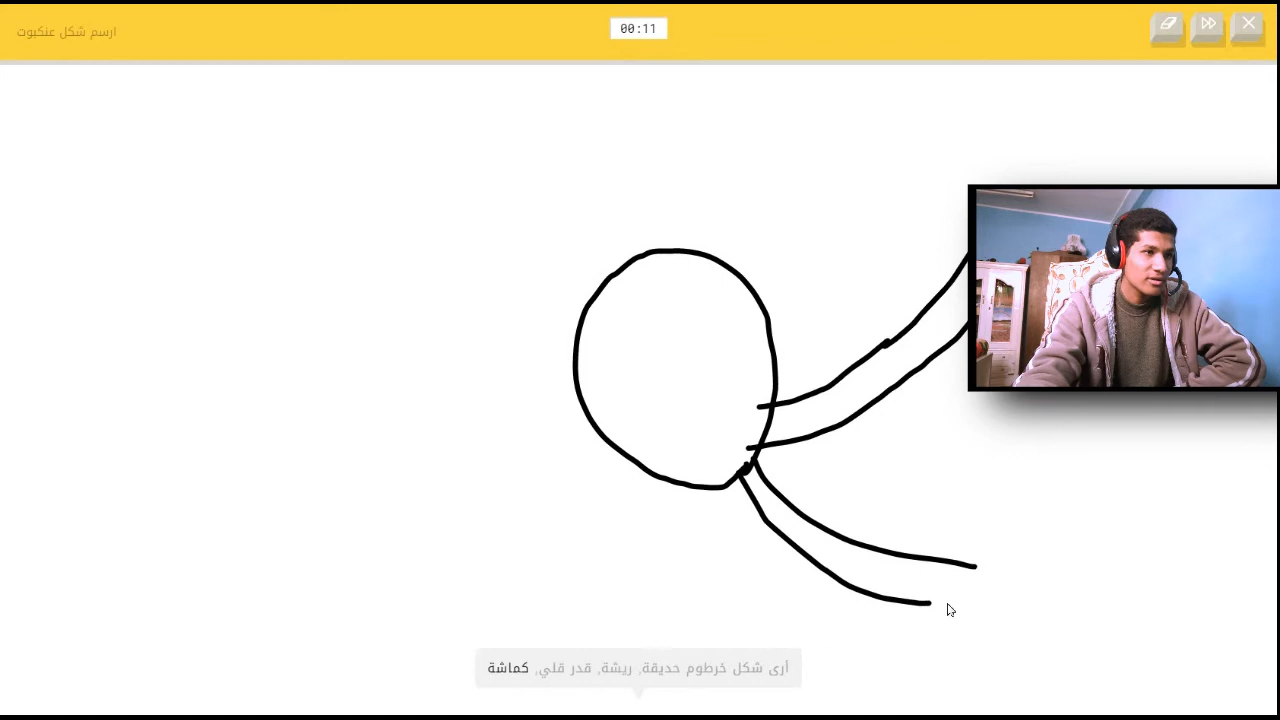 ارسم شكل عنكبوت
00:11
أرى شكل خرطوم حديقة, ريشة, قدر قلي, كماشة